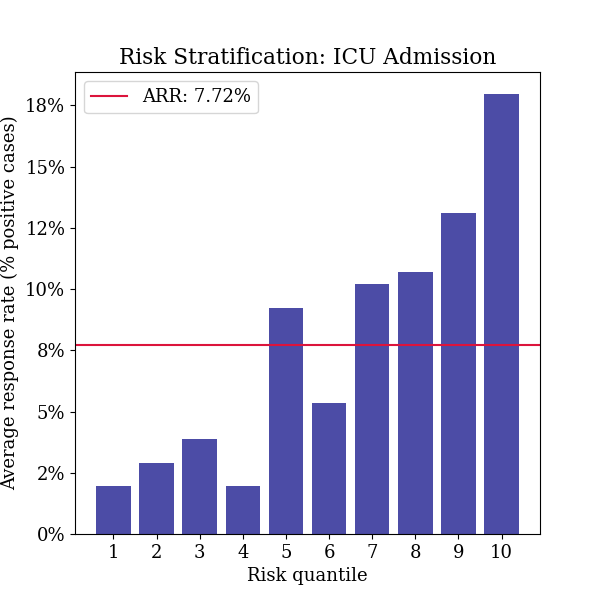 Risk Stratification: ICU Admission
ARR: 7.72%
Average response rate (% positive cases)
18%
15%
12%
10%
8%
5%
2%
0%
1 2 3 4 5 6 7 8 9 10
Risk quantile